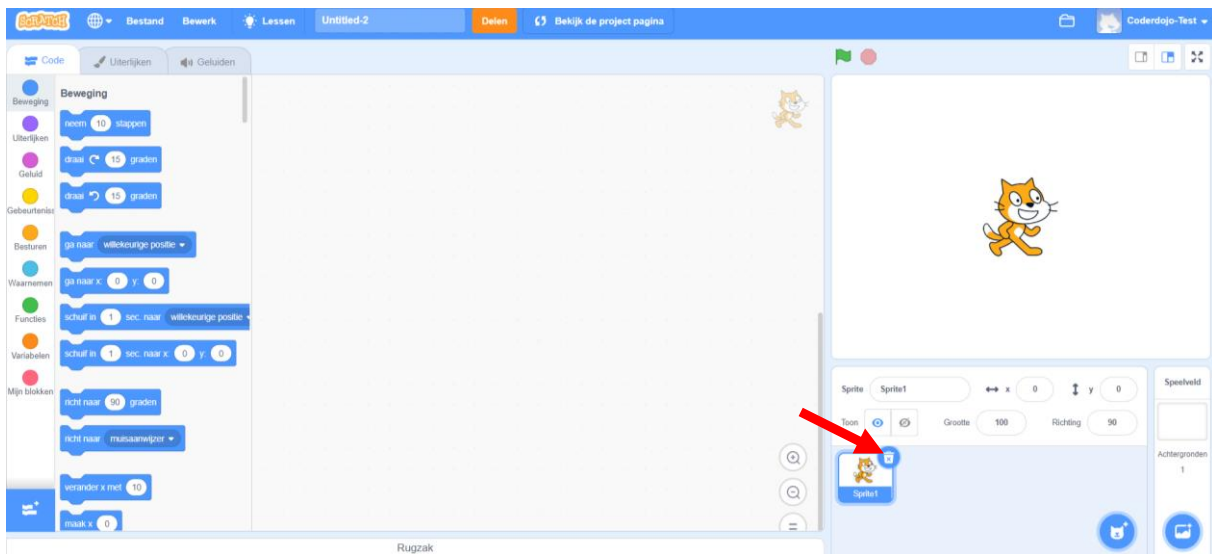 SCRATCH Bestand Bewerk Lessen Untitled-2 Delen Bekijk de project pagina Coderdojo-Test
Code Uiterlijken Geluiden
Beweging
Uiterlijken
Geluid
Gebeurteniss
Besturen
Waarnemen
Functies
Variabelen
Mijn blokken
Beweging
neem 10 stappen
draai 15 graden
draai 15 graden
ga naar willekeurige positie
ga naar x: 0 y: 0
schuif in 1 sec. naar willekeurige positie
schuif in 1 sec. naar x: 0 y: 0
richt naar 90 graden
richt naar muisaanwijzer
verander x met 10
maak x 0
Rugzak
Sprite Sprite1 x 0 y 0
Toon Grootte 100 Richting 90
Sprite1
Speelveld
Achtergronden
1